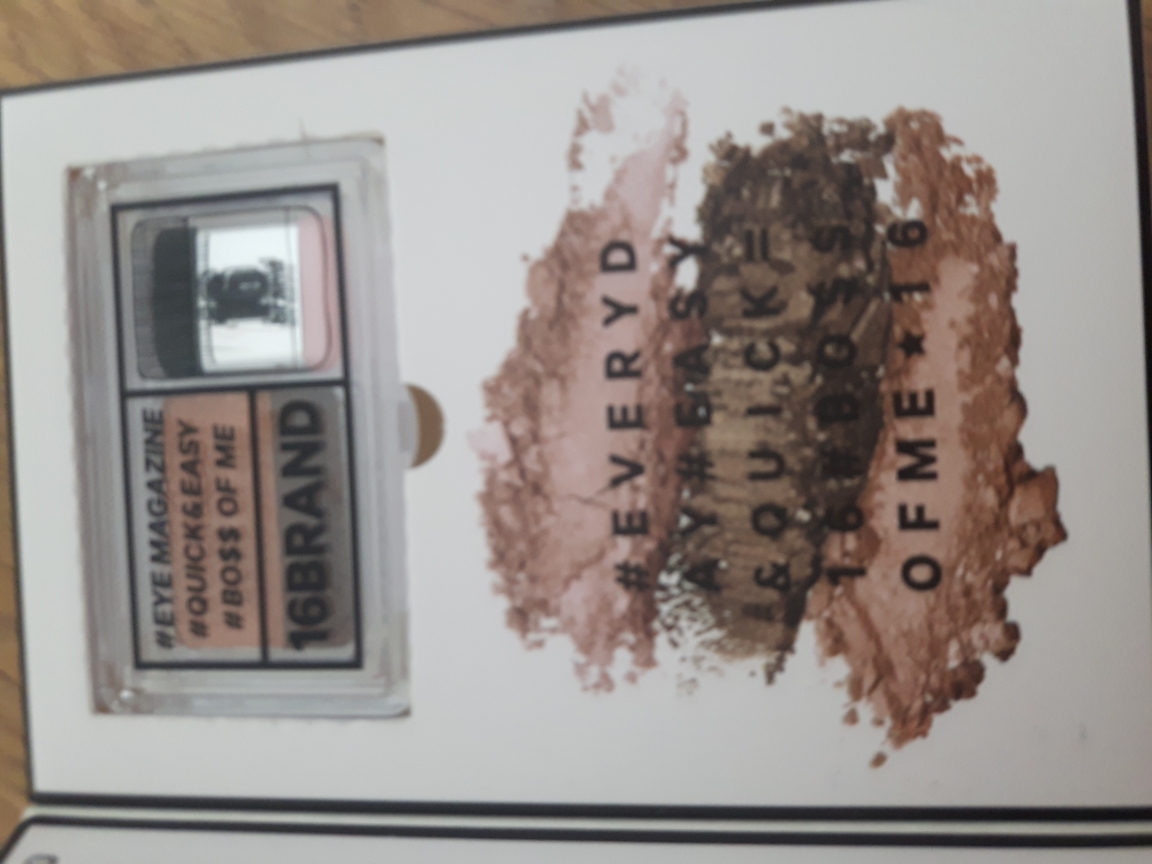 #EYE MAGAZINE
#QUICK&EASY
#BO$$ OF ME
16BRAND
#EVERYD
AY#EASY
&QUICK=
16#BO$$
OFME★16